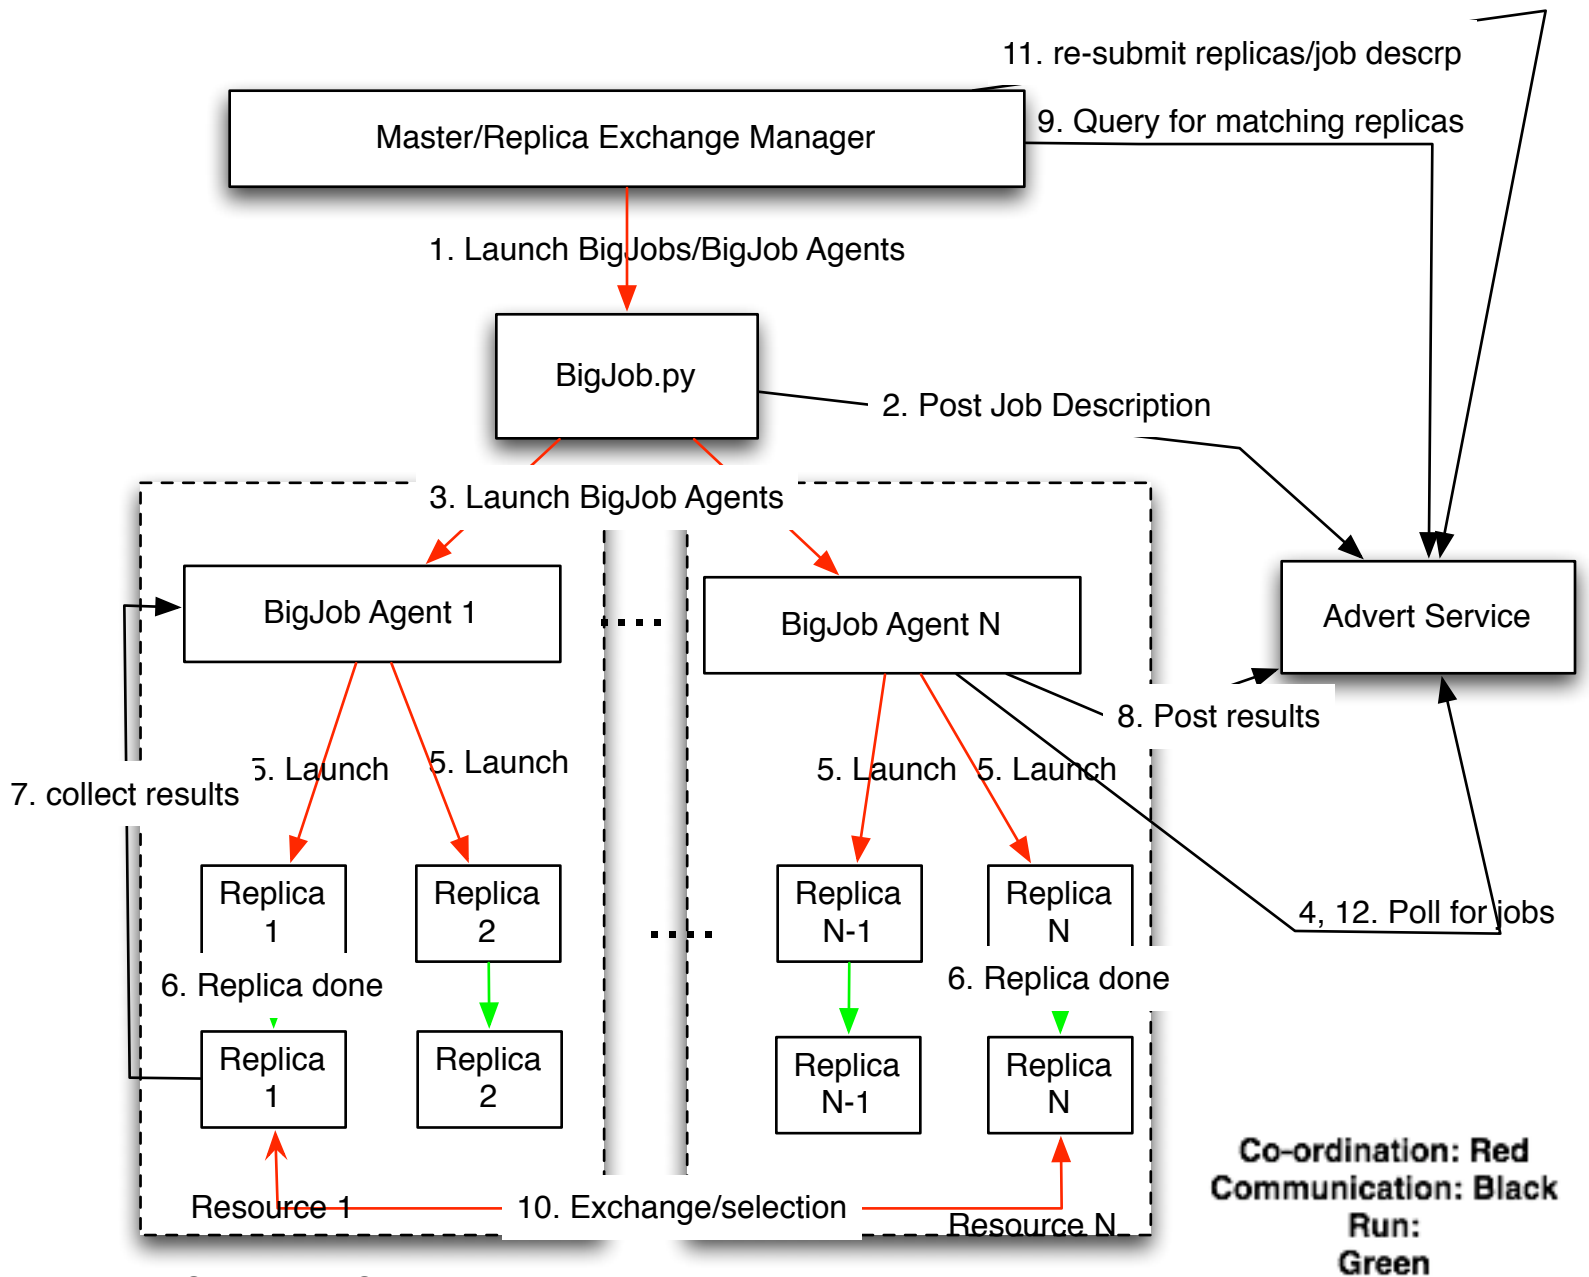 11. re-submit replicas/job descrp
9. Query for matching replicas
Master/Replica Exchange Manager
1. Launch BigJobs/BigJob Agents
BigJob.py
2. Post Job Description
3. Launch BigJob Agents
BigJob Agent 1
BigJob Agent N
Advert Service
8. Post results
5. Launch
5. Launch
5. Launch
5. Launch
7. collect results
Replica
1
Replica
2
Replica
N-1
Replica
N
4, 12. Poll for jobs
6. Replica done
6. Replica done
Replica
1
Replica
2
Replica
N-1
Replica
N
Resource 1
10. Exchange/selection
Resource N
Co-ordination: Red
Communication: Black
Run:
Green